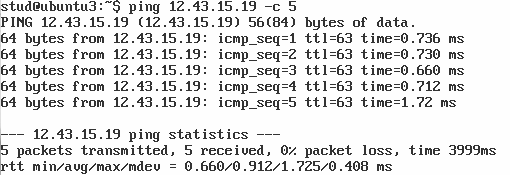 stud@ubuntu3:~$ ping 12.43.15.19 -c 5
PING 12.43.15.19 (12.43.15.19) 56(84) bytes of data.
64 bytes from 12.43.15.19: icmp_seq=1 ttl=63 time=0.736 ms
64 bytes from 12.43.15.19: icmp_seq=2 ttl=63 time=0.730 ms
64 bytes from 12.43.15.19: icmp_seq=3 ttl=63 time=0.660 ms
64 bytes from 12.43.15.19: icmp_seq=4 ttl=63 time=0.712 ms
64 bytes from 12.43.15.19: icmp_seq=5 ttl=63 time=1.72 ms

--- 12.43.15.19 ping statistics ---
5 packets transmitted, 5 received, 0% packet loss, time 3999ms
rtt min/avg/max/mdev = 0.660/0.912/1.725/0.408 ms